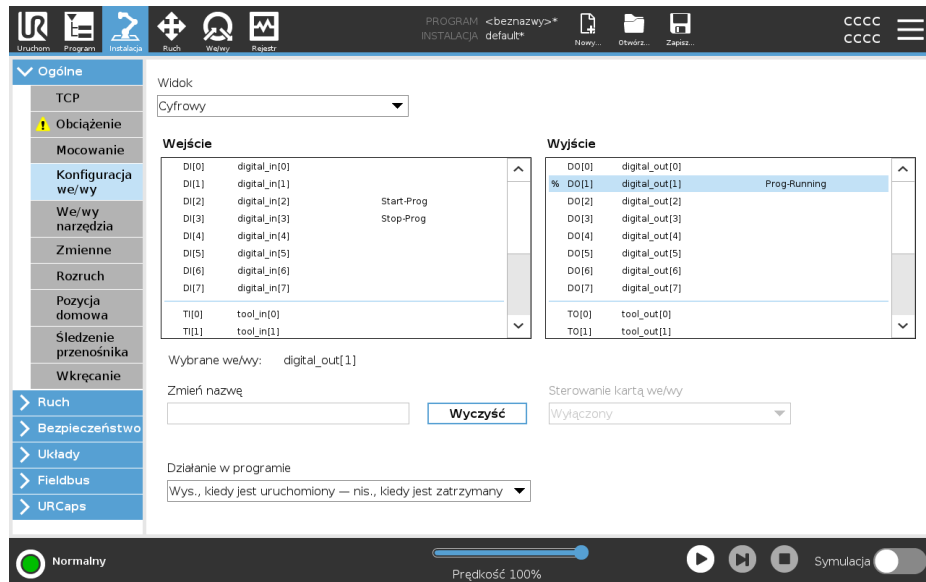 PROGRAM <beznazwy>*
INSTALACJA default*
CCCC
CCCC
Uruchom Program Instalacja Ruch We/wy Rejestr Nowy... Otwórz... Zapisz...
Ogólne
TCP
Obciążenie
Mocowanie
Konfiguracja
we/wy
We/wy
narzędzia
Zmienne
Rozruch
Pozycja
domowa
Śledzenie
przenośnika
Wkręcanie
Ruch
Bezpieczeństwo
Układy
Fieldbus
URCaps
Widok
Cyfrowy
Wejście
DI[0] digital_in[0]
DI[1] digital_in[1]
DI[2] digital_in[2] Start-Prog
DI[3] digital_in[3] Stop-Prog
DI[4] digital_in[4]
DI[5] digital_in[5]
DI[6] digital_in[6]
DI[7] digital_in[7]
TI[0] tool_in[0]
TI[1] tool_in[1]
Wyjście
DO[0] digital_out[0]
% DO[1] digital_out[1] Prog-Running
DO[2] digital_out[2]
DO[3] digital_out[3]
DO[4] digital_out[4]
DO[5] digital_out[5]
DO[6] digital_out[6]
DO[7] digital_out[7]
TO[0] tool_out[0]
TO[1] tool_out[1]
Wybrane we/wy: digital_out[1]
Zmień nazwę
Wyczyść
Sterowanie kartą we/wy
Wyłączony
Działanie w programie
Wys., kiedy jest uruchomiony — nis., kiedy jest zatrzymany
Normalny
Prędkość 100%
Symulacja